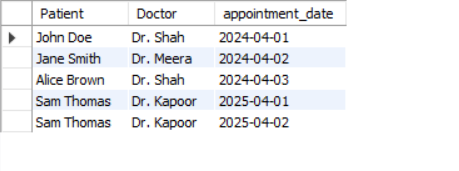 Patient Doctor appointment_date
John Doe Dr. Shah 2024-04-01
Jane Smith Dr. Meera 2024-04-02
Alice Brown Dr. Shah 2024-04-03
Sam Thomas Dr. Kapoor 2025-04-01
Sam Thomas Dr. Kapoor 2025-04-02